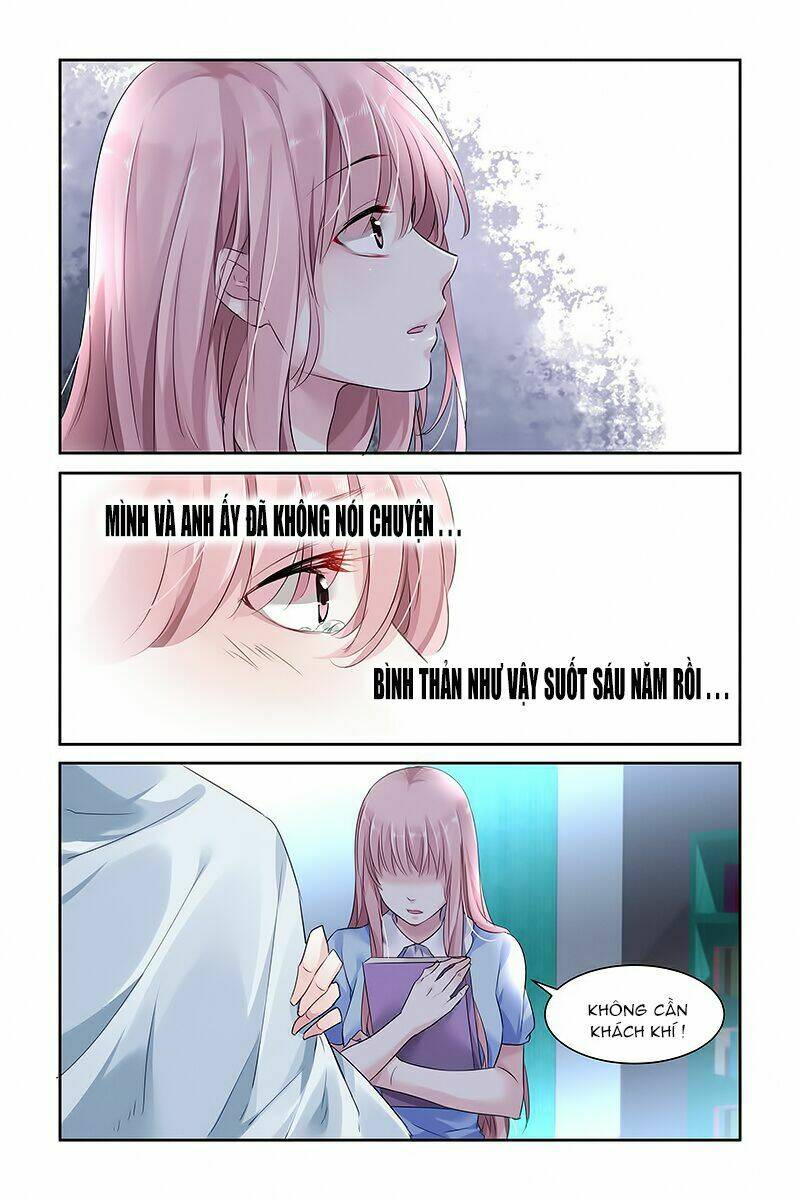 MÌNH VÀ ANH ẤY ĐÃ KHÔNG NÓI CHUYỆN . . .
BÌNH THẢN NHƯ VẬY SUỐT SÁU NĂM RỒI . . .
KHÔNG CẦN
KHÁCH KHÍ !